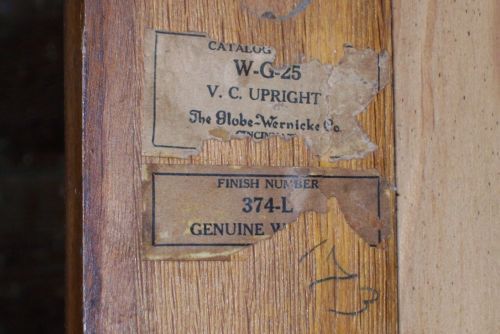 CATALOG
W-G-25
V. C. UPRIGHT
The Globe-Wernicke Co.
FINISH NUMBER
374-L
GENUINE